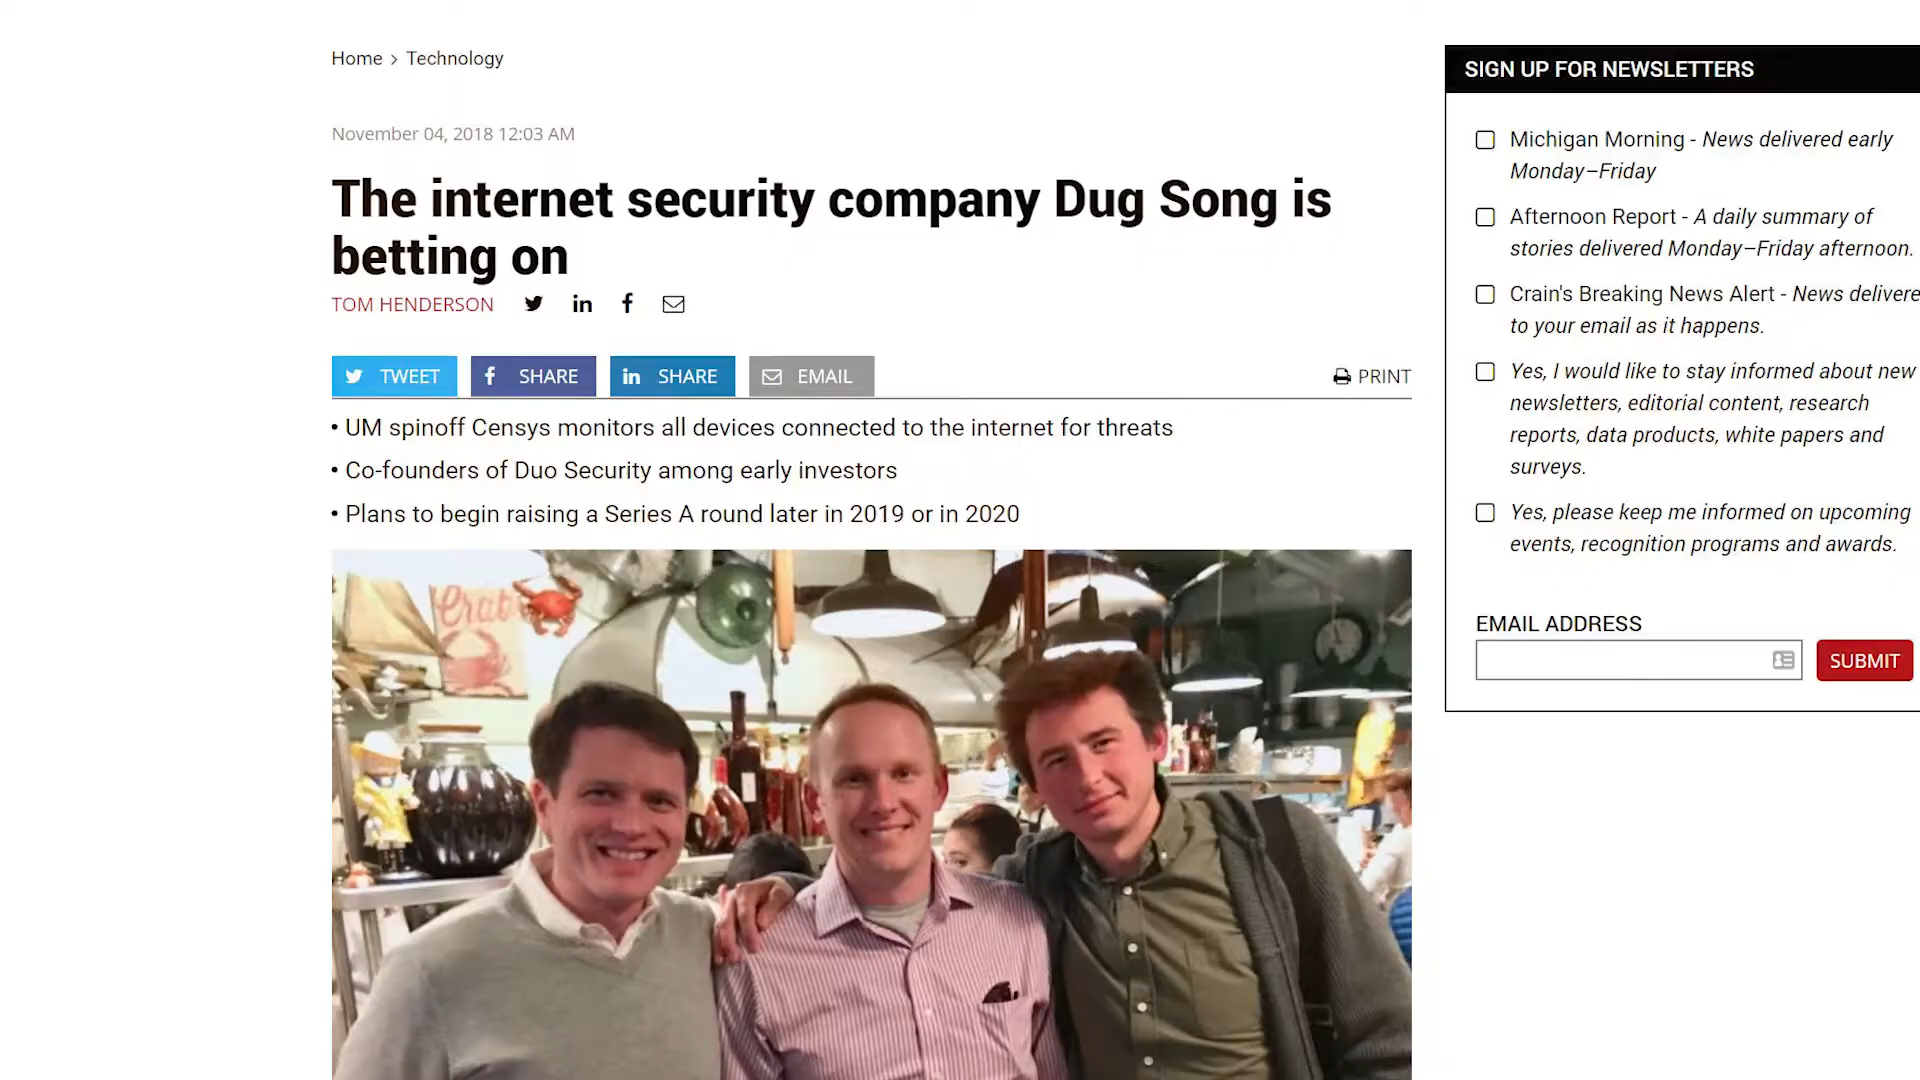 Home > Technology
November 04, 2018 12:03 AM
The internet security company Dug Song is
betting on
TOM HENDERSON
TWEET
SHARE
SHARE
EMAIL
PRINT
• UM spinoff Censys monitors all devices connected to the internet for threats
• Co-founders of Duo Security among early investors
• Plans to begin raising a Series A round later in 2019 or in 2020
Crab
SIGN UP FOR NEWSLETTERS
Michigan Morning - News delivered early
Monday–Friday
Afternoon Report - A daily summary of
stories delivered Monday–Friday afternoon.
Crain's Breaking News Alert - News delivere
to your email as it happens.
Yes, I would like to stay informed about new
newsletters, editorial content, research
reports, data products, white papers and
surveys.
Yes, please keep me informed on upcoming
events, recognition programs and awards.
EMAIL ADDRESS
SUBMIT